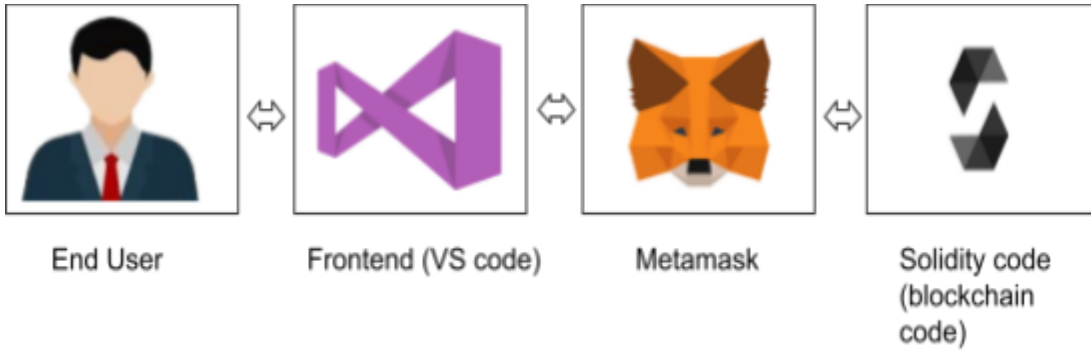 End User
Frontend (VS code)
Metamask
Solidity code
(blockchain
code)